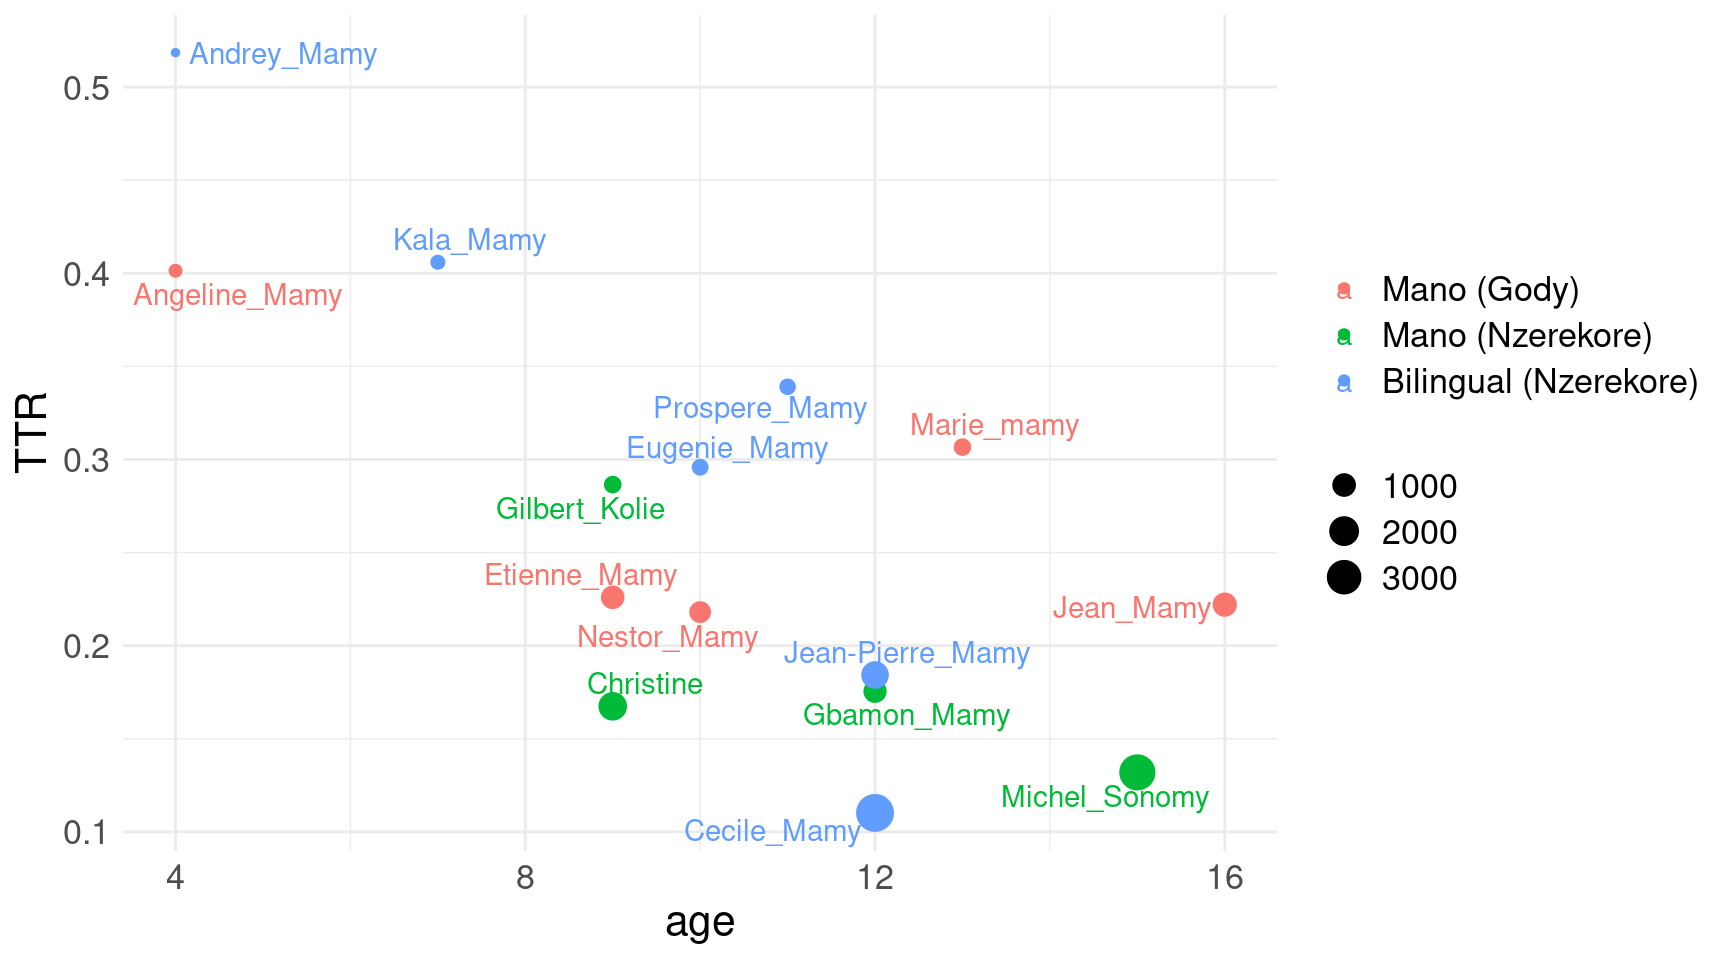 Andrey_Mamy
0.5
Kala_Mamy
0.4
Angeline_Mamy
a Mano (Gody)
a Mano (Nzerekore)
a Bilingual (Nzerekore)
Prospere_Mamy
Marie_mamy
TTR
Eugenie_Mamy
0.3
Gilbert_Kolie
1000
2000
3000
Etienne_Mamy
Jean_Mamy
Nestor_Mamy
0.2
Jean-Pierre_Mamy
Christine
Gbamon_Mamy
Michel_Sonomy
Cecile_Mamy
0.1
4 8 12 16
age